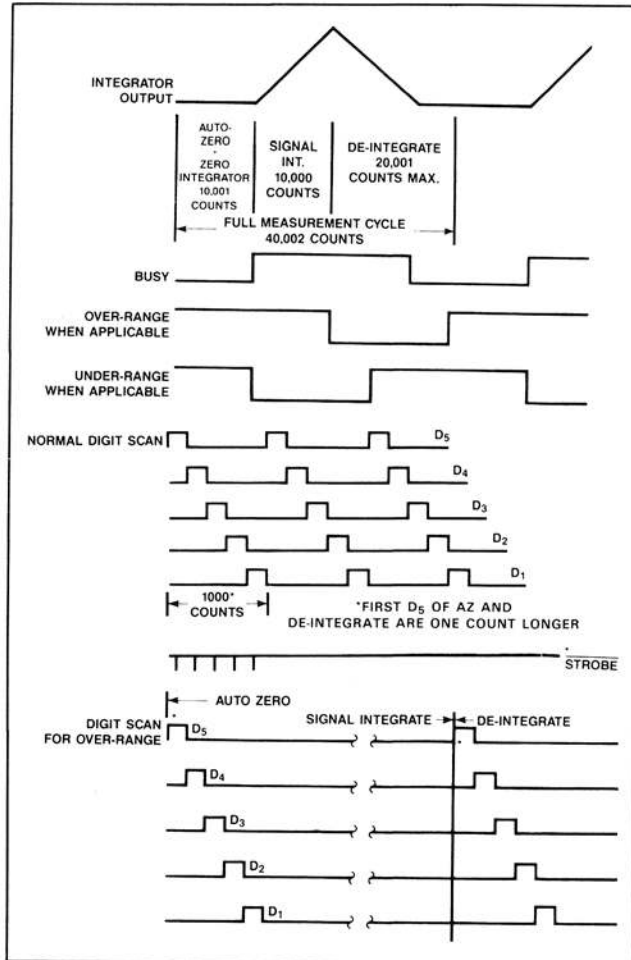 INTEGRATOR
OUTPUT
AUTO-
ZERO
ZERO
INTEGRATOR
10,001
COUNTS
SIGNAL
INT.
10,000
COUNTS
DE-INTEGRATE
20,001
COUNTS MAX.
FULL MEASUREMENT CYCLE
40,002 COUNTS
BUSY
OVER-RANGE
WHEN APPLICABLE
UNDER-RANGE
WHEN APPLICABLE
NORMAL DIGIT SCAN
D5
D4
D3
D2
D1
1000*
COUNTS
*FIRST D5 OF AZ AND
DE-INTEGRATE ARE ONE COUNT LONGER
STROBE
AUTO ZERO
SIGNAL INTEGRATE
DE-INTEGRATE
DIGIT SCAN
FOR OVER-RANGE
D5
D4
D3
D2
D1